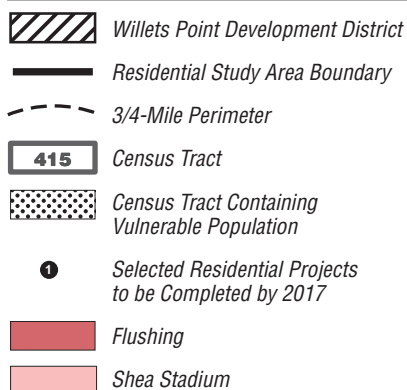 Willets Point Development District
Residential Study Area Boundary
3/4-Mile Perimeter
415 Census Tract
Census Tract Containing
Vulnerable Population
1 Selected Residential Projects
to be Completed by 2017
Flushing
Shea Stadium